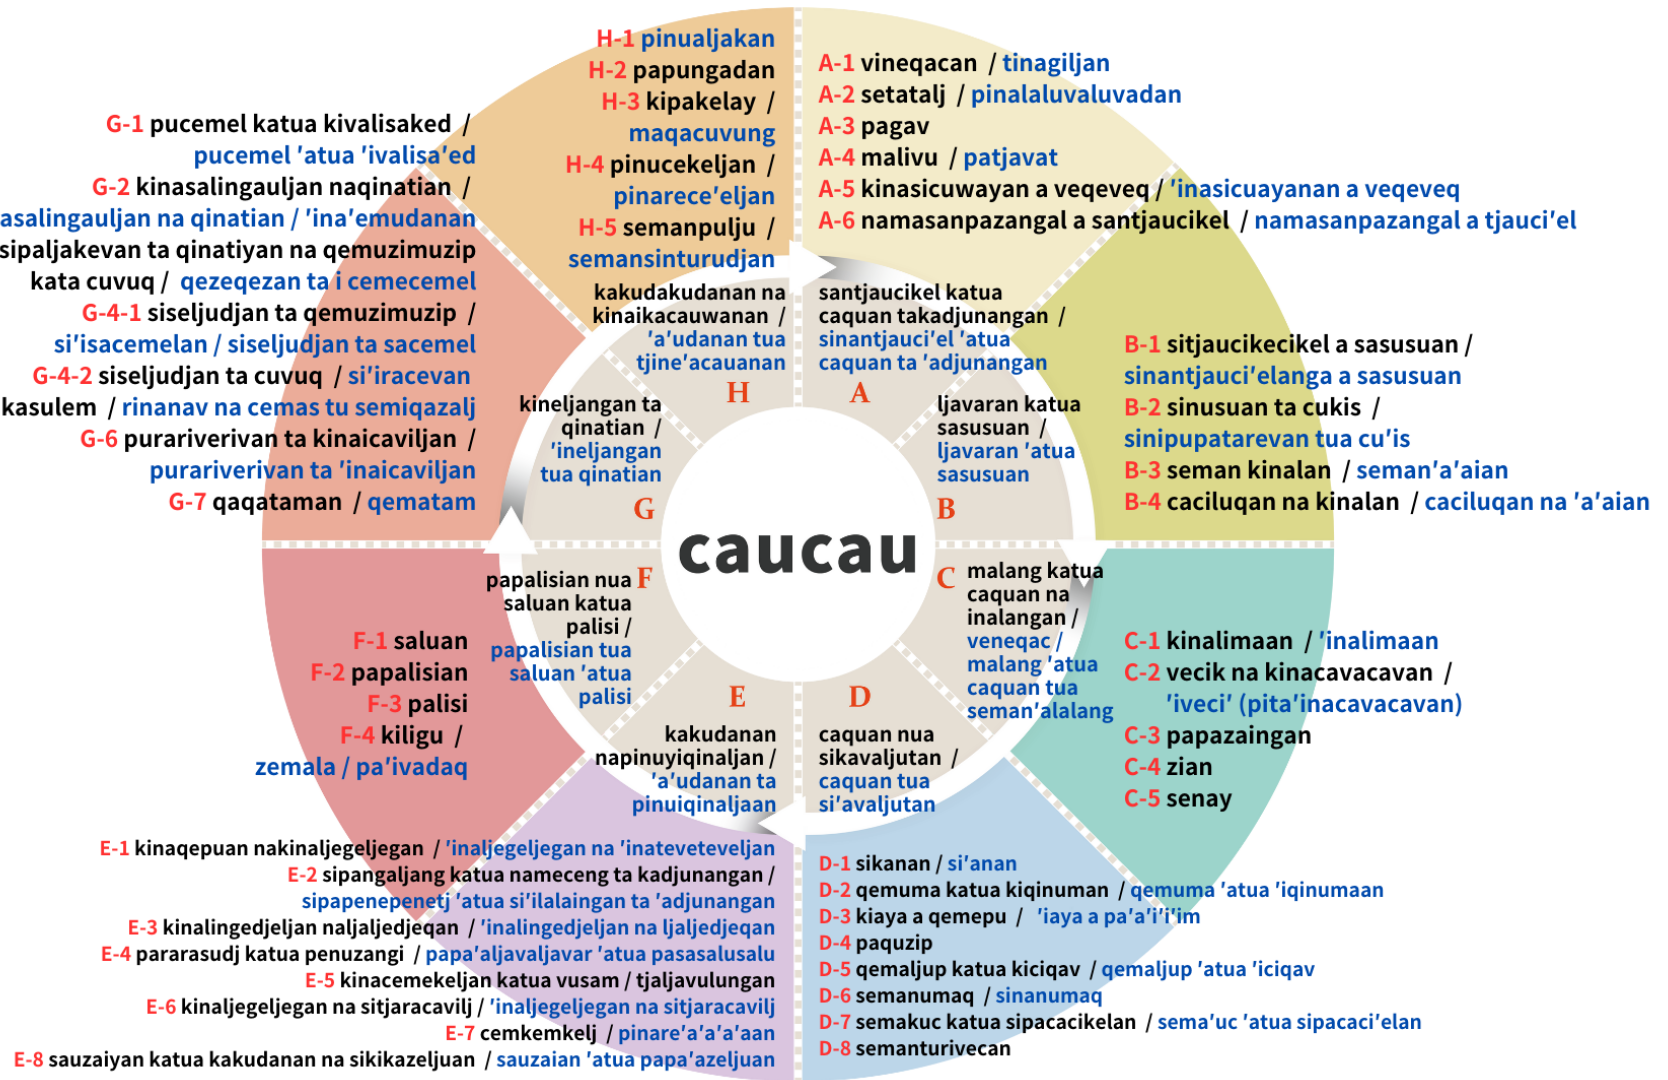 H-1 pinualjakan
H-2 papungadan
H-3 kipakelay /
maqacuvung
H-4 pinucekeljan /
pinarece'eljan
H-5 semanpulju /
semansinturudjan
A-1 vineqacan / tinagiljan
A-2 setatalj / pinalaluvaluvadan
A-3 pagav
A-4 malivu / patjavat
A-5 kinasicuwayan a veqeveq / 'inasicuayanan a veqeveq
A-6 namasanpazangal a santjaucikel / namasanpazangal a tjauci'el
G-1 pucemel katua kivalisaked /
pucemel 'atua 'ivalisa'ed
G-2 kinasalingauljan naqinatian /
asalingauljan na qinatian / 'ina'emudanan
sipaljakevan ta qinatiyan na qemuzimuzip
kata cuvuq / qezeqezan ta i cemecemel
G-4-1 siseljudjan ta qemuzimuzip /
si'isacemelan / siseljudjan ta sacemel
G-4-2 siseljudjan ta cuvuq / si'iracevan
kasulem / rinanav na cemas tu semiqazalj
G-6 purariverivan ta kinaicaviljan /
purariverivan ta 'inaicaviljan
G-7 qaqataman / qematam
kakudakudanan na
kinaikacauwanan /
'a'udanan tua
tjine'acauanan
H
santjaucikel katua
caquan takadjunangan /
sinantjauci'el 'atua
caquan ta 'adjunangan
A
kineljangan ta
qinatian /
'ineljangan
tua qinatian
G
ljavaran katua
sasusuan /
ljavaran 'atua
sasusuan
B
B-1 sitjaucikecikel a sasusuan /
sinantjauci'elanga a sasusuan
B-2 sinusuan ta cukis /
sinipupatarevan tua cu'is
B-3 seman kinalan / seman'a'aian
B-4 caciluqan na kinalan / caciluqan na 'a'aian
caucau
papalisian nua
saluan katua
palisi /
papalisian tua
saluan 'atua
palisi
F
C
malang katua
caquan na
inalangan /
veneqac /
malang 'atua
caquan tua
seman'alalang
F-1 saluan
F-2 papalisian
F-3 palisi
F-4 kiligu /
zemala / pa'ivadaq
C-1 kinalimaan / 'inalimaan
C-2 vecik na kinacavacavan /
'iveci' (pita'inacavacavan)
C-3 papazaingan
C-4 zian
C-5 senay
E
kakudanan
napinuyiqinaljan /
'a'udanan ta
pinuiqinaljaan
D
caquan nua
sikavaljutan /
caquan tua
si'avaljutan
E-1 kinaqepuan nakinaljegeljegan / 'inaljegeljegan na 'inateveteveljan
E-2 sipangaljang katua nameceng ta kadjunangan /
sipapenepenetj 'atua si'ilalaingan ta 'adjunangan
E-3 kinalingedjeljan naljaljedjeqan / 'inalingedjeljan na ljaljedjeqan
E-4 pararasudj katua penuzangi / papa'aljavaljavar 'atua pasasalusalu
E-5 kinacemekeljan katua vusam / tjaljavulungan
E-6 kinaljegeljegan na sitjaracavilj / 'inaljegeljegan na sitjaracavilj
E-7 cemkemkelj / pinare'a'a'a'aan
E-8 sauzaiyan katua kakudanan na sikikazeljuan / sauzaian 'atua papa'azeljuan
D-1 sikanan / si'anan
D-2 qemuma katua kiqinuman / qemuma 'atua 'iqinumaan
D-3 kiaya a qemepu / 'iaya a pa'a'i'i'im
D-4 paquzip
D-5 qemaljup katua kiciqav / qemaljup 'atua 'iciqav
D-6 semanumaq / sinanumaq
D-7 semakuc katua sipacacikelan / sema'uc 'atua sipacaci'elan
D-8 semanturivecan